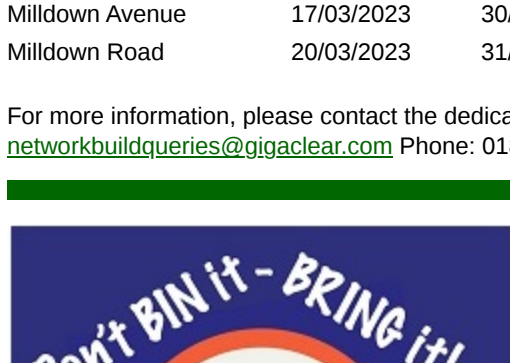 Milldown Avenue 17/03/2023 30/
Milldown Road 20/03/2023 31/
For more information, please contact the dedica
networkbuildqueries@gigaclear.com Phone: 01
Don't BIN it - BRING it!